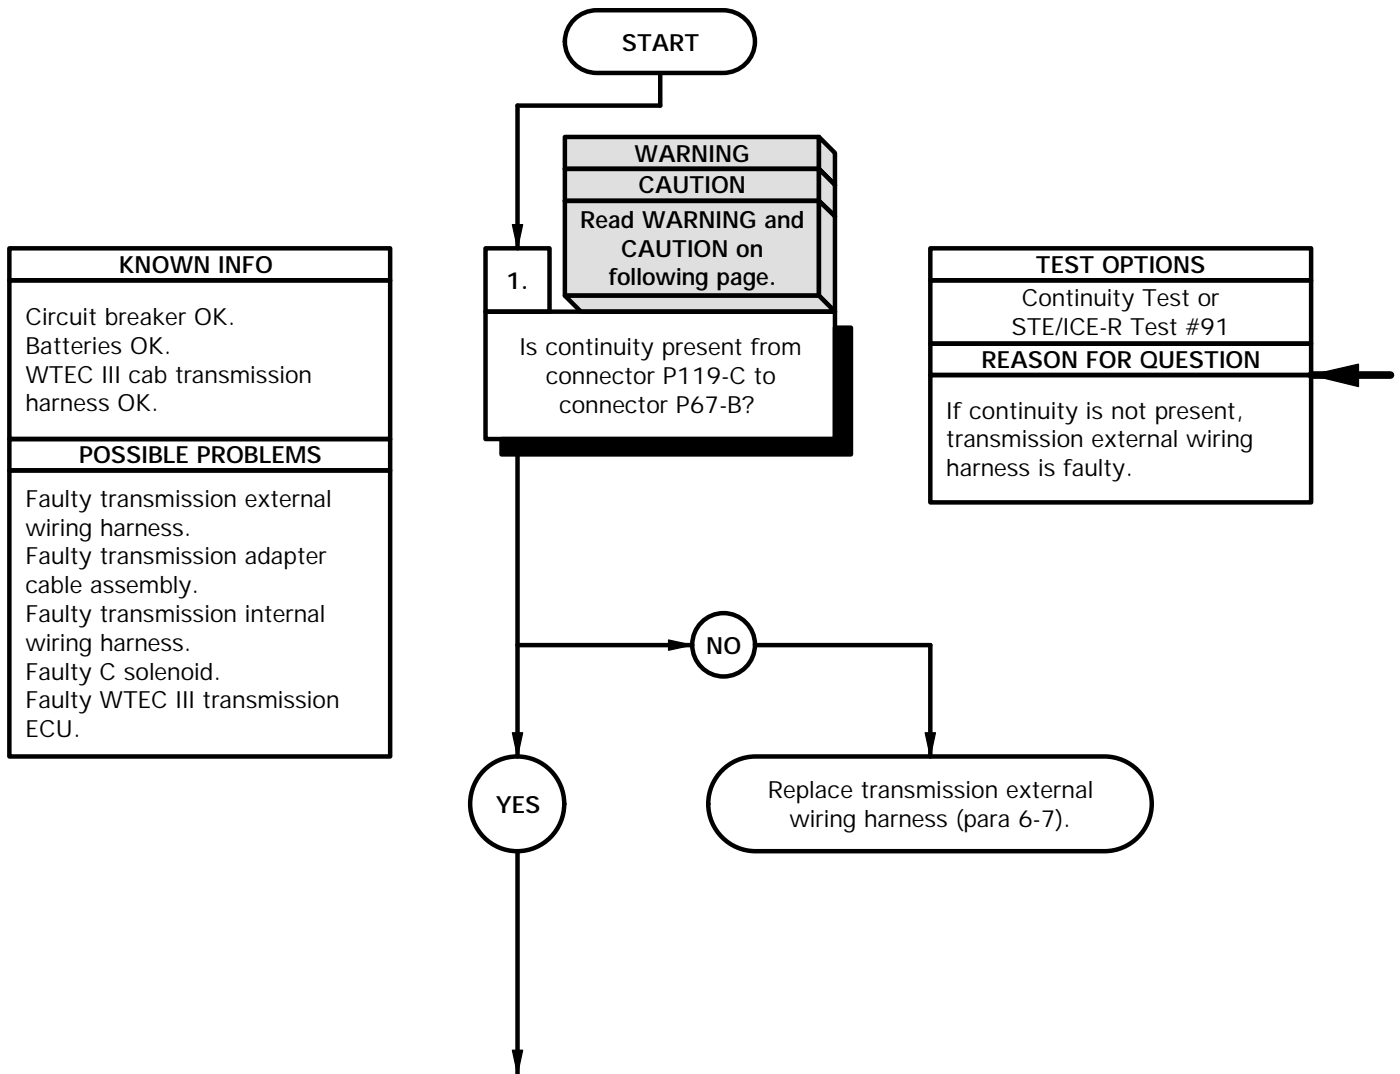 START
WARNING
CAUTION
Read WARNING and
CAUTION on
following page.
KNOWN INFO
Circuit breaker OK.
Batteries OK.
WTEC III cab transmission
harness OK.
POSSIBLE PROBLEMS
Faulty transmission external
wiring harness.
Faulty transmission adapter
cable assembly.
Faulty transmission internal
wiring harness.
Faulty C solenoid.
Faulty WTEC III transmission
ECU.
1.
Is continuity present from
connector P119-C to
connector P67-B?
TEST OPTIONS
Continuity Test or
STE/ICE-R Test #91
REASON FOR QUESTION
If continuity is not present,
transmission external wiring
harness is faulty.
NO
YES
Replace transmission external
wiring harness (para 6-7).